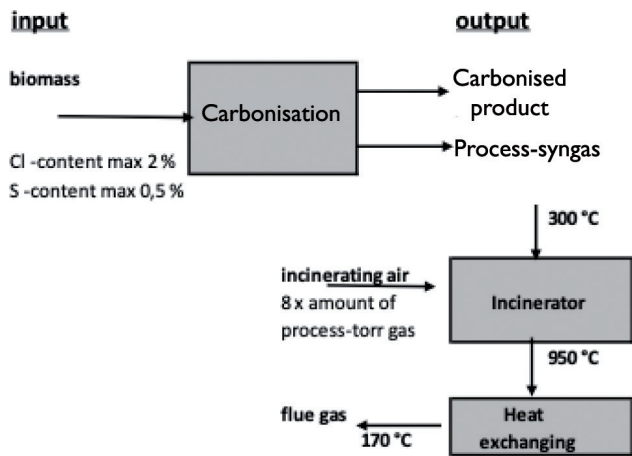 input
output
biomass
Carbonisation
Carbonised
product
Process-syngas
Cl -content max 2 %
S -content max 0,5 %
300 °C
incinerating air
8 x amount of
process-torr gas
Incinerator
950 °C
flue gas
170 °C
Heat
exchanging